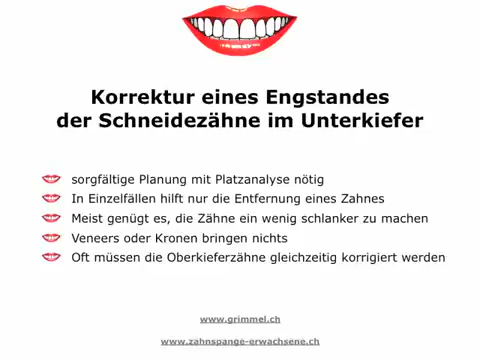 Korrektur eines Engstandes
der Schneidezähne im Unterkiefer
sorgfältige Planung mit Platzanalyse nötig
In Einzelfällen hilft nur die Entfernung eines Zahnes
Meist genügt es, die Zähne ein wenig schlanker zu machen
Veneers oder Kronen bringen nichts
Oft müssen die Oberkieferzähne gleichzeitig korrigiert werden
www.grimmel.ch
www.zahnspange-erwachsene.ch